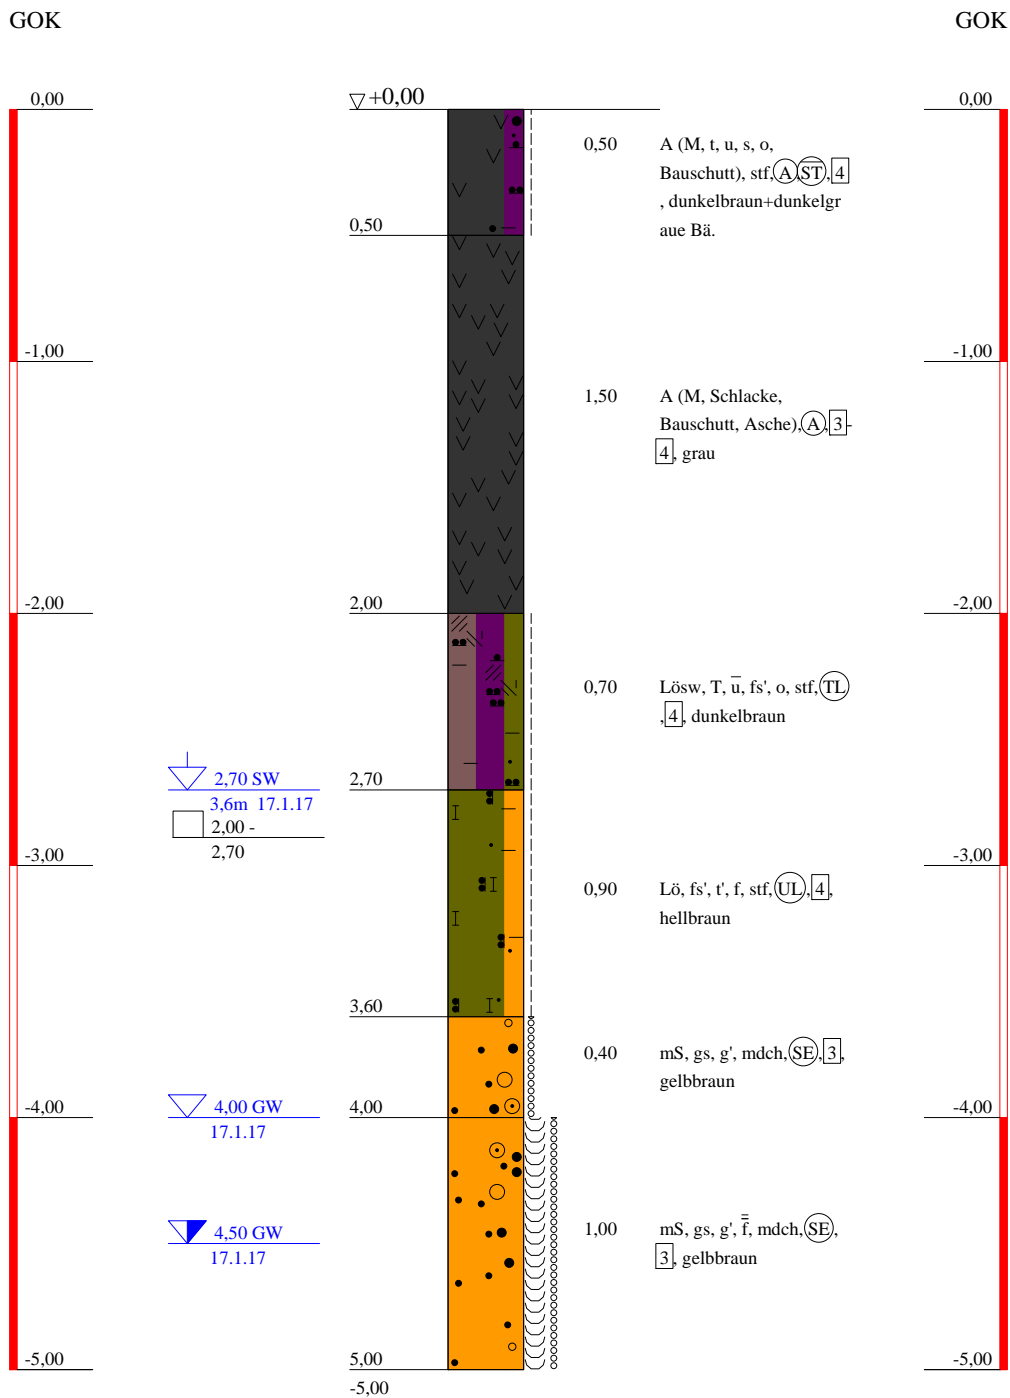 GOK
GOK
0,00
+0,00
0,00
0,50
A (M, t, u, s, o,
Bauschutt), stf, A, S̅T̅, 4
, dunkelbraun+dunkelgr
aue Bä.
0,50
-1,00
-1,00
1,50
A (M, Schlacke,
Bauschutt, Asche), A, 3-
4, grau
-2,00
2,00
-2,00
0,70
Lösw, T, u̅, fs', o, stf, TL
, 4, dunkelbraun
2,70 SW
3,6m 17.1.17
2,70
2,00 -
2,70
-3,00
-3,00
0,90
Lö, fs', t', f, stf, UL, 4,
hellbraun
3,60
0,40
mS, gs, g', mdch, SE, 3,
gelbbraun
4,00 GW
17.1.17
-4,00
4,00
-4,00
4,50 GW
17.1.17
1,00
mS, gs, g', f̿, mdch, SE,
3, gelbbraun
-5,00
5,00
-5,00
-5,00